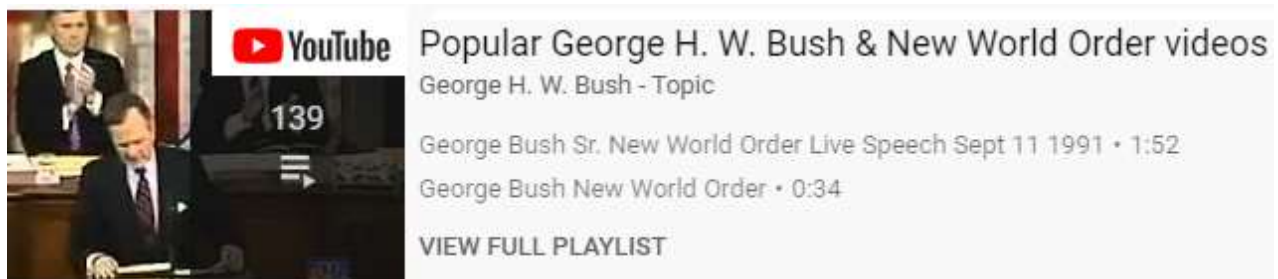 YouTube
139
Popular George H. W. Bush & New World Order videos
George H. W. Bush - Topic
George Bush Sr. New World Order Live Speech Sept 11 1991 • 1:52
George Bush New World Order • 0:34
VIEW FULL PLAYLIST